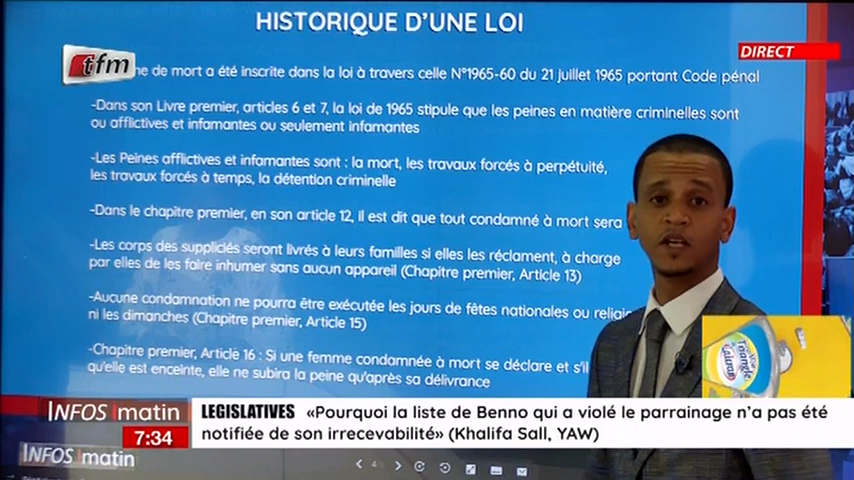 HISTORIQUE D'UNE LOI
tfm
DIRECT
ne de mort a été inscrite dans la loi à travers celle N°1965-60 du 21 juillet 1965 portant Code pénal
-Dans son Livre premier, articles 6 et 7, la loi de 1965 stipule que les peines en matière criminelles sont
ou afflictives et infamantes ou seulement infamantes
-Les Peines afflictives et infamantes sont : la mort, les travaux forcés à perpétuité,
les travaux forcés à temps, la détention criminelle
-Dans le chapitre premier, en son article 12, il est dit que tout condamné à mort sera
-Les corps des suppliciés seront livrés à leurs familles si elles les réclament, à charge
par elles de les faire inhumer sans aucun appareil (Chapitre premier, Article 13)
-Aucune condamnation ne pourra être exécutée les jours de fêtes nationales ou religie
ni les dimanches (Chapitre premier, Article 15)
-Chapitre premier, Article 16 : Si une femme condamnée à mort se déclare et s'il
qu'elle est enceinte, elle ne subira la peine qu'après sa délivrance
Triangle
INFOS matin
7:34
LEGISLATIVES «Pourquoi la liste de Benno qui a violé le parrainage n'a pas été
notifiée de son irrecevabilité» (Khalifa Sall, YAW)
INFOS matin